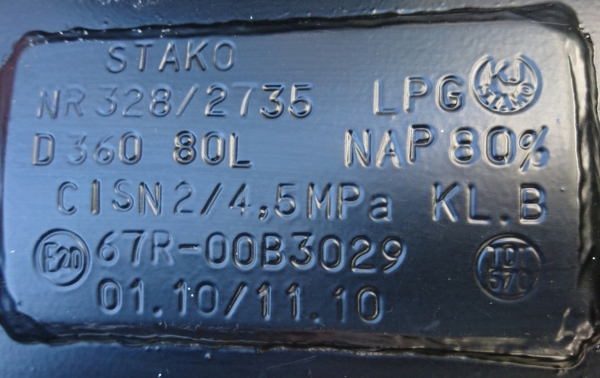 STAKO
NR 328/2735 LPG
D 360 80L NAP 80%
CISN 2/4,5MPa KL.B
E20 67R-00B3029
01.10/11.10